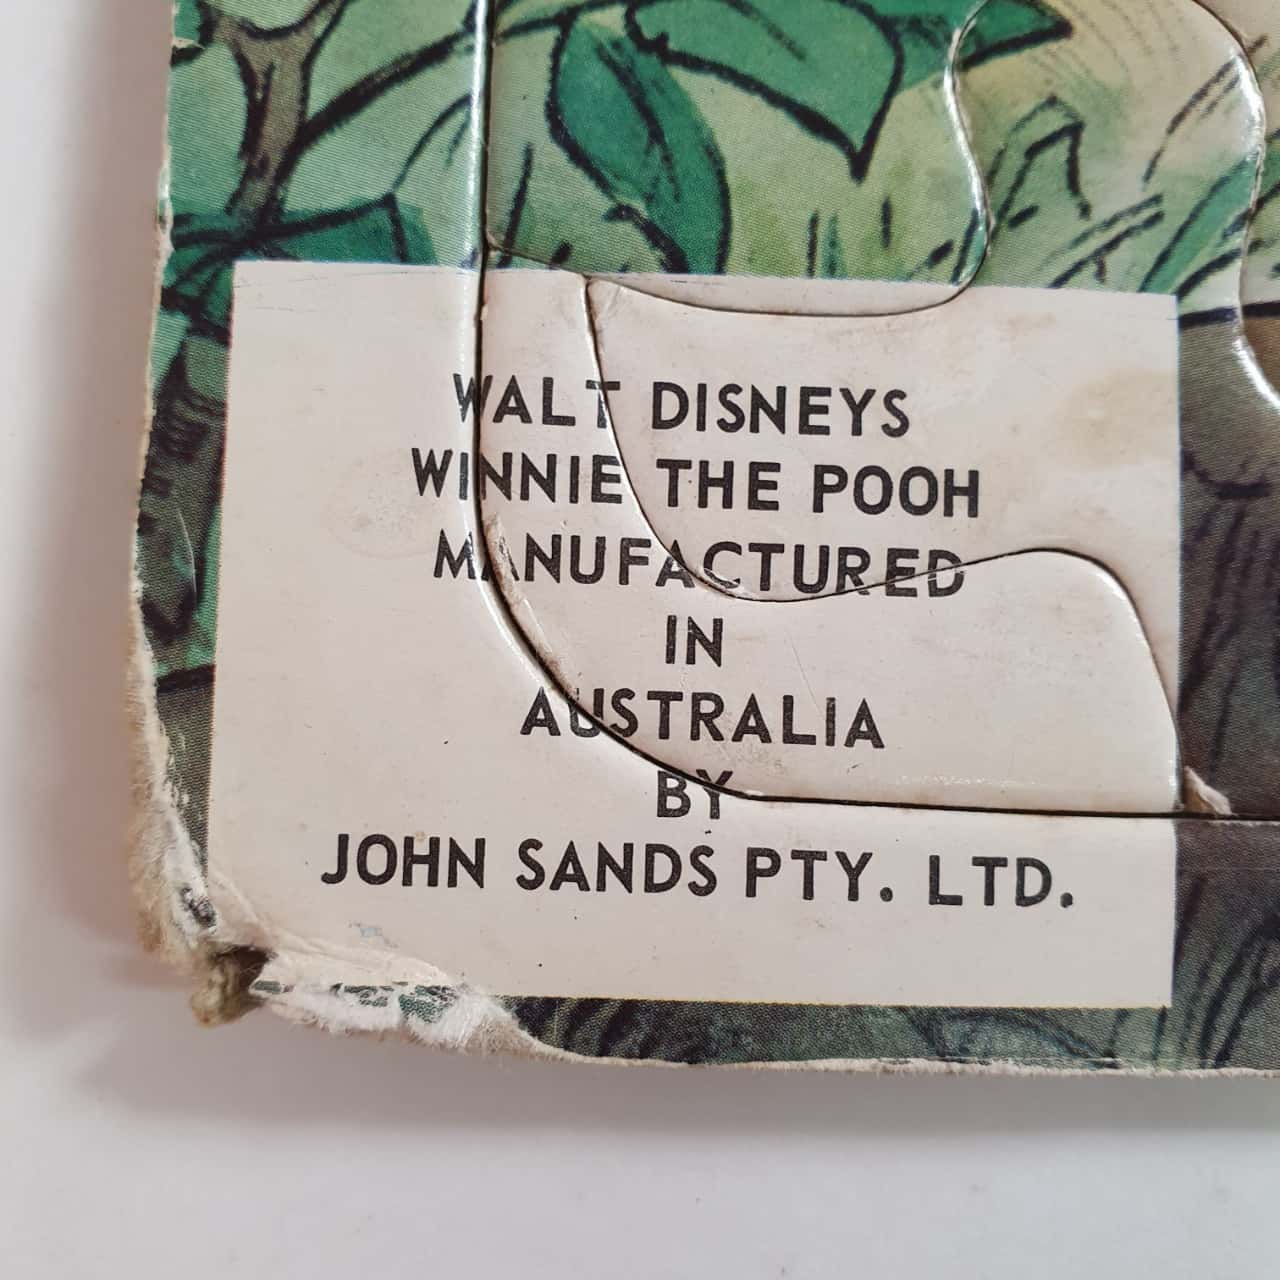 WALT DISNEYS
WINNIE THE POOH
MANUFACTURED
IN
AUSTRALIA
BY
JOHN SANDS PTY. LTD.